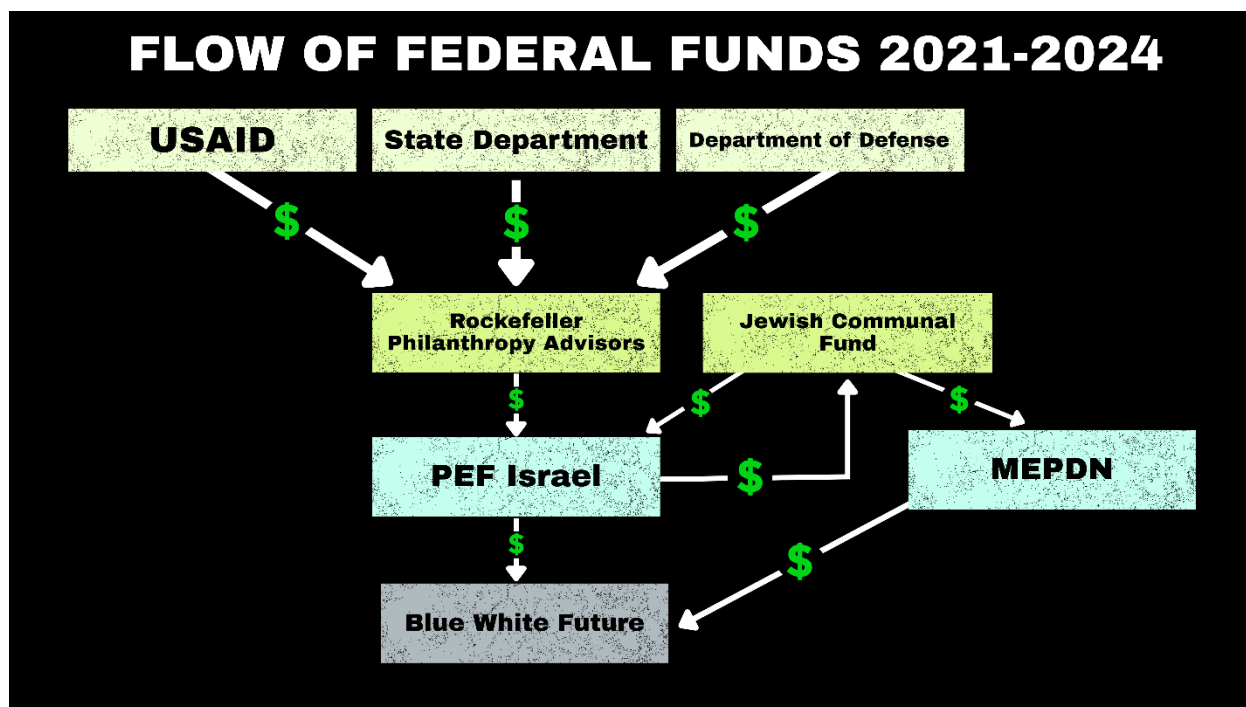 FLOW OF FEDERAL FUNDS 2021-2024
USAID
State Department
Department of Defense
$
$
$
Rockefeller
Philanthropy Advisors
Jewish Communal
Fund
$
$
$
PEF Israel
$
MEPDN
$
$
Blue White Future